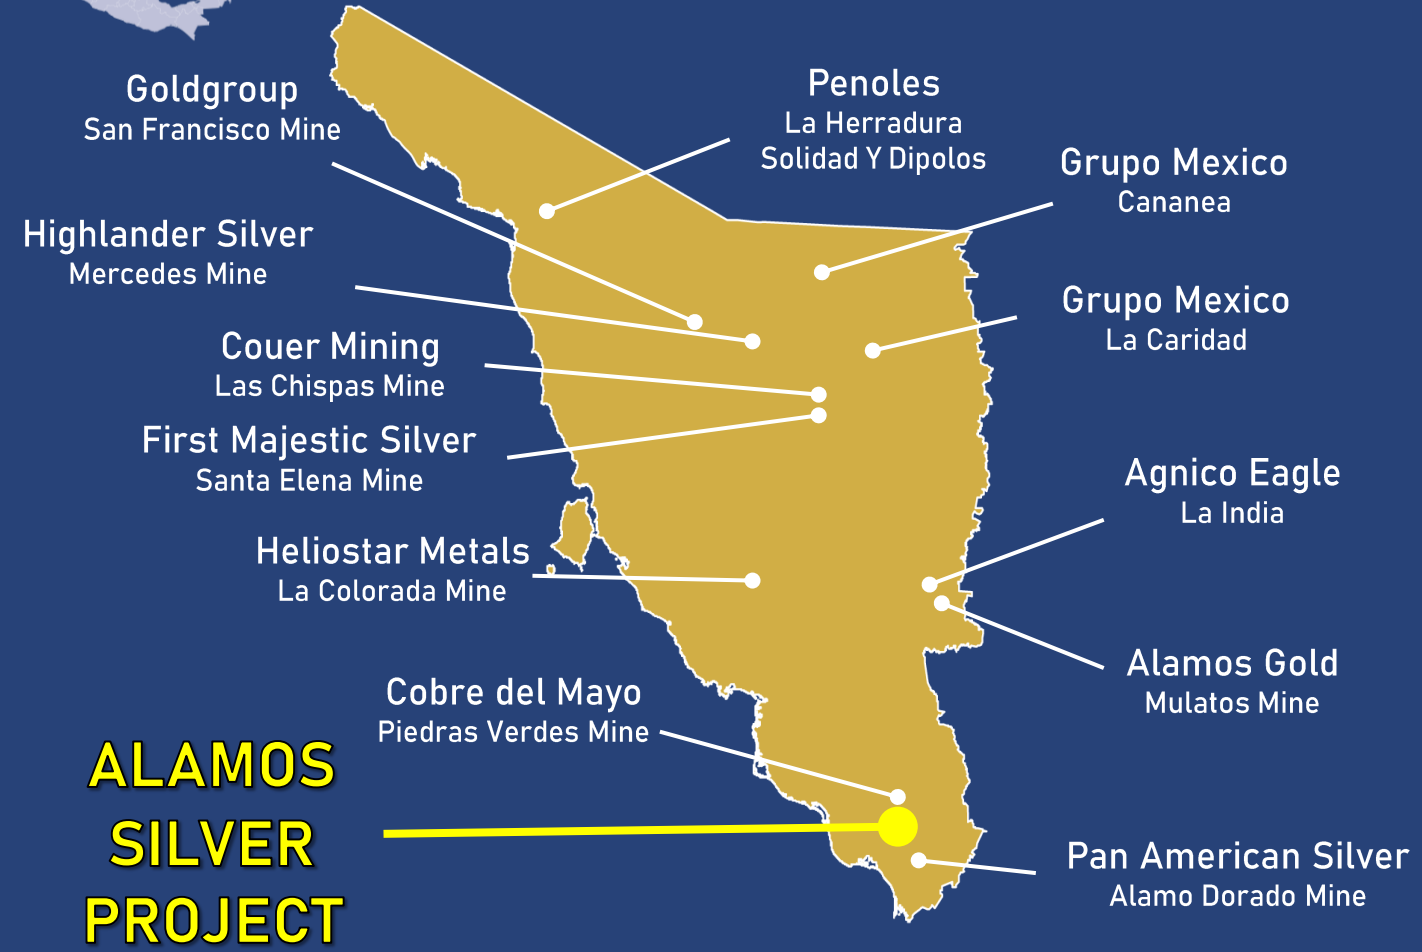 Goldgroup
San Francisco Mine
Penoles
La Herradura
Solidad Y Dipolos
Grupo Mexico
Cananea
Highlander Silver
Mercedes Mine
Grupo Mexico
La Caridad
Couer Mining
Las Chispas Mine
First Majestic Silver
Santa Elena Mine
Agnico Eagle
La India
Heliostar Metals
La Colorada Mine
Alamos Gold
Mulatos Mine
Cobre del Mayo
Piedras Verdes Mine
ALAMOS
SILVER
PROJECT
Pan American Silver
Alamo Dorado Mine